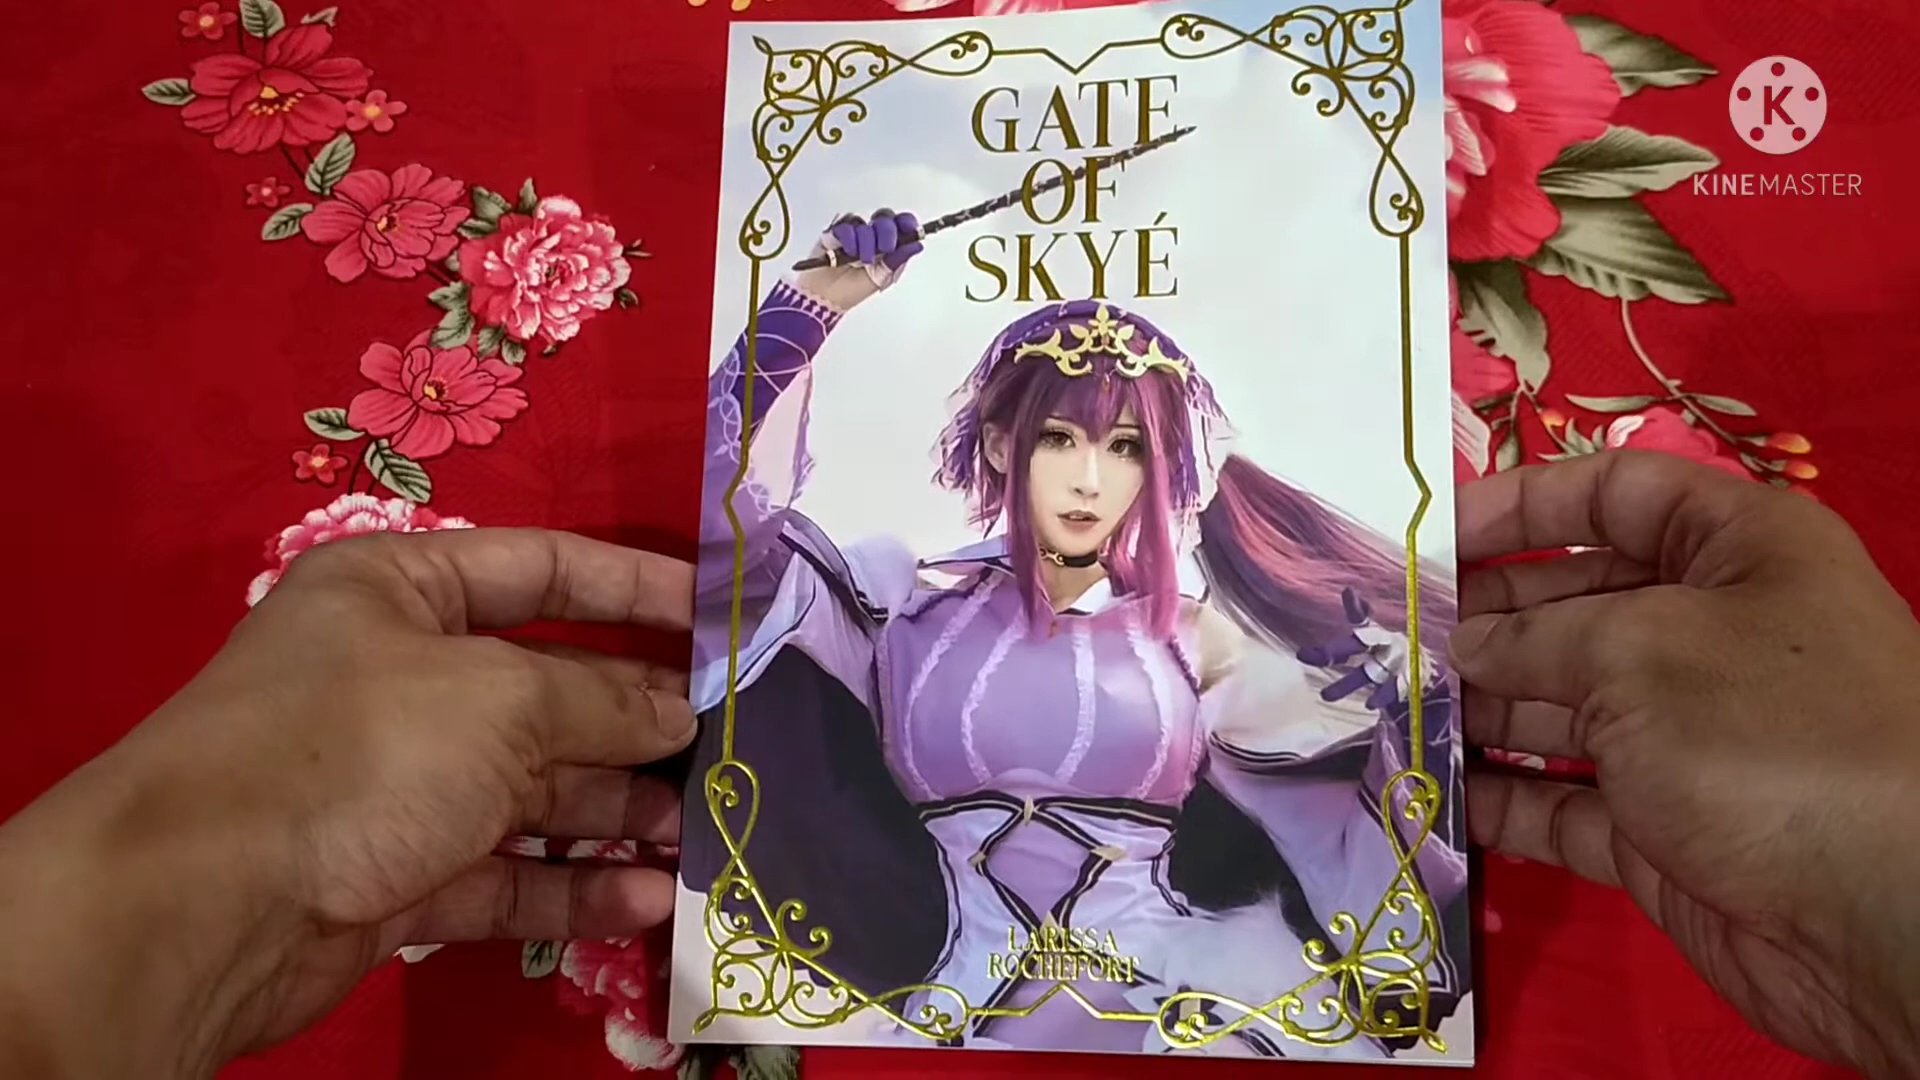 GATE
OF
SKYÉ
LARISSA
ROCHEFORT
K
KINEMASTER